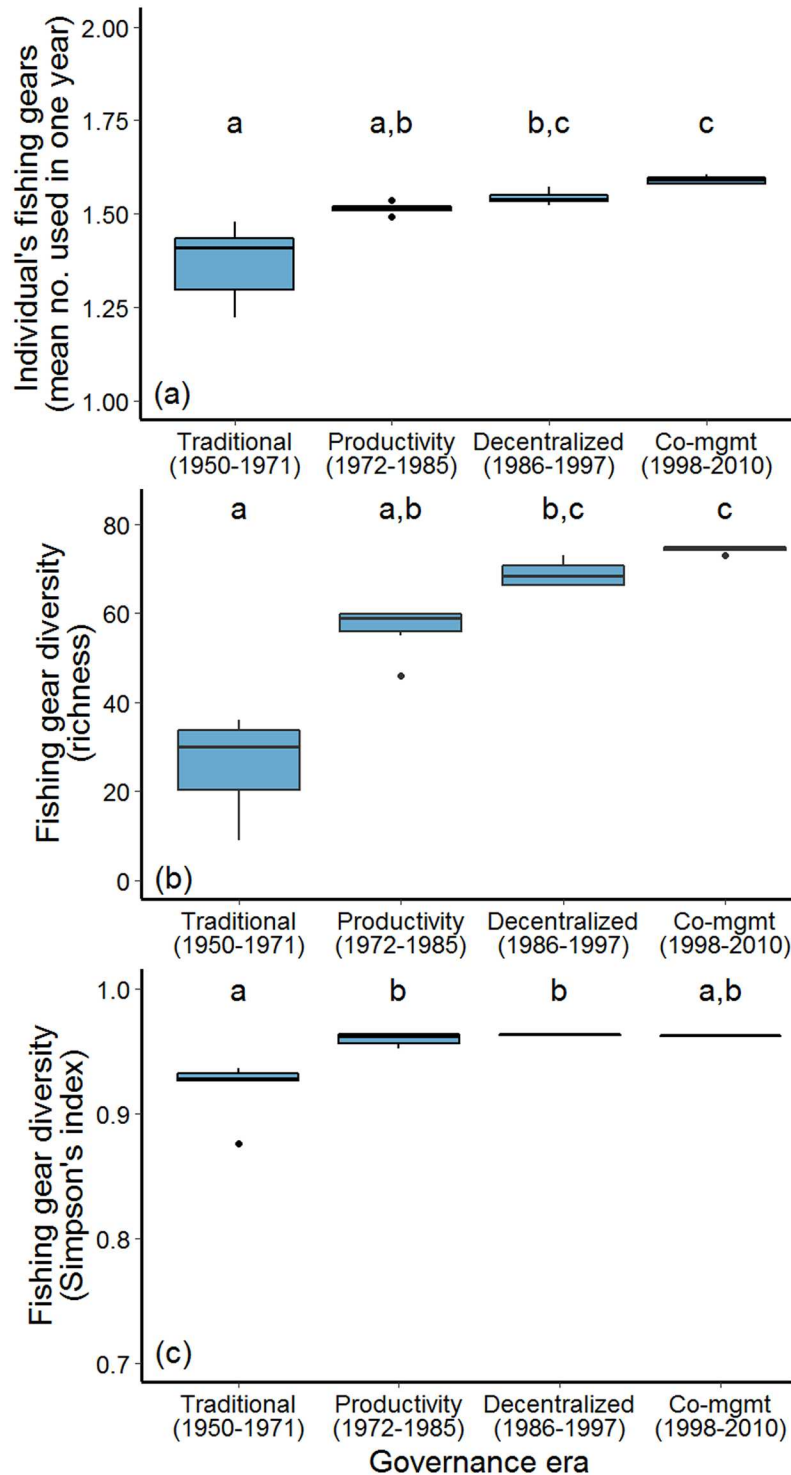 Individual's fishing gears
(mean no. used in one year)
2.00
1.75
1.50
1.25
1.00
a
a,b
b,c
c
(a)
Traditional
(1950-1971)
Productivity
(1972-1985)
Decentralized
(1986-1997)
Co-mgmt
(1998-2010)
Fishing gear diversity
(richness)
80
60
40
20
0
a
a,b
b,c
c
(b)
Traditional
(1950-1971)
Productivity
(1972-1985)
Decentralized
(1986-1997)
Co-mgmt
(1998-2010)
Fishing gear diversity
(Simpson's index)
1.0
0.9
0.8
0.7
a
b
b
a,b
(c)
Traditional
(1950-1971)
Productivity
(1972-1985)
Decentralized
(1986-1997)
Co-mgmt
(1998-2010)
Governance era